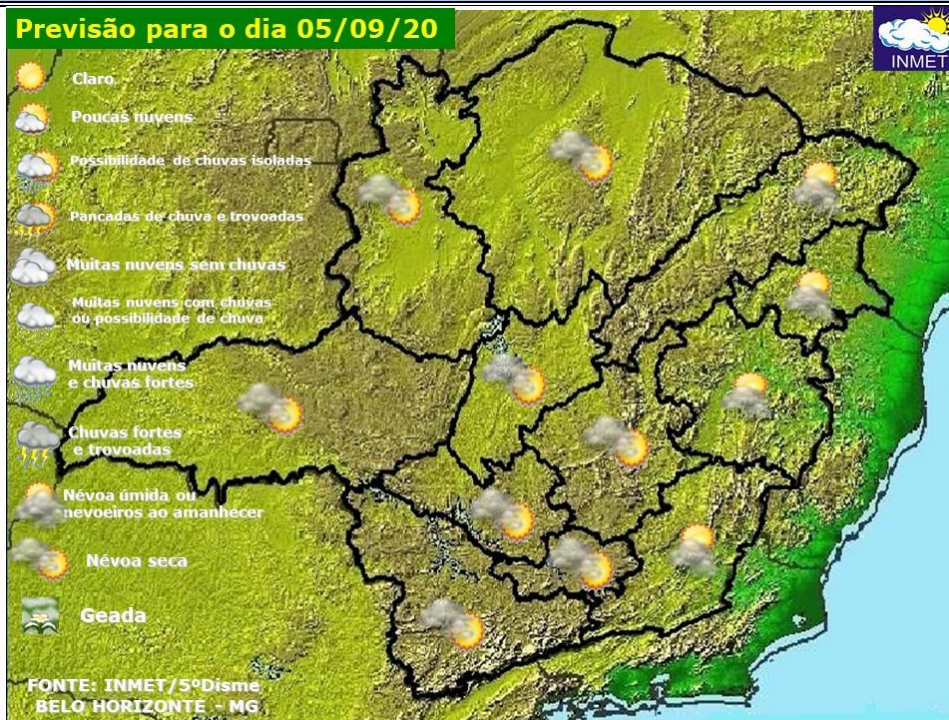 Previsão para o dia 05/09/20
INMET
Claro
Poucas nuvens
Possibilidade de chuvas isoladas
Pancadas de chuva e trovoadas
Muitas nuvens sem chuvas
Muitas nuvens com chuvas
ou possibilidade de chuva
Muitas nuvens
e chuvas fortes
Chuvas fortes
e trovoadas
Névoa úmida ou
nevoeiros ao amanhecer
Névoa seca
Geada
FONTE: INMET/5ºDisme
BELO HORIZONTE - MG